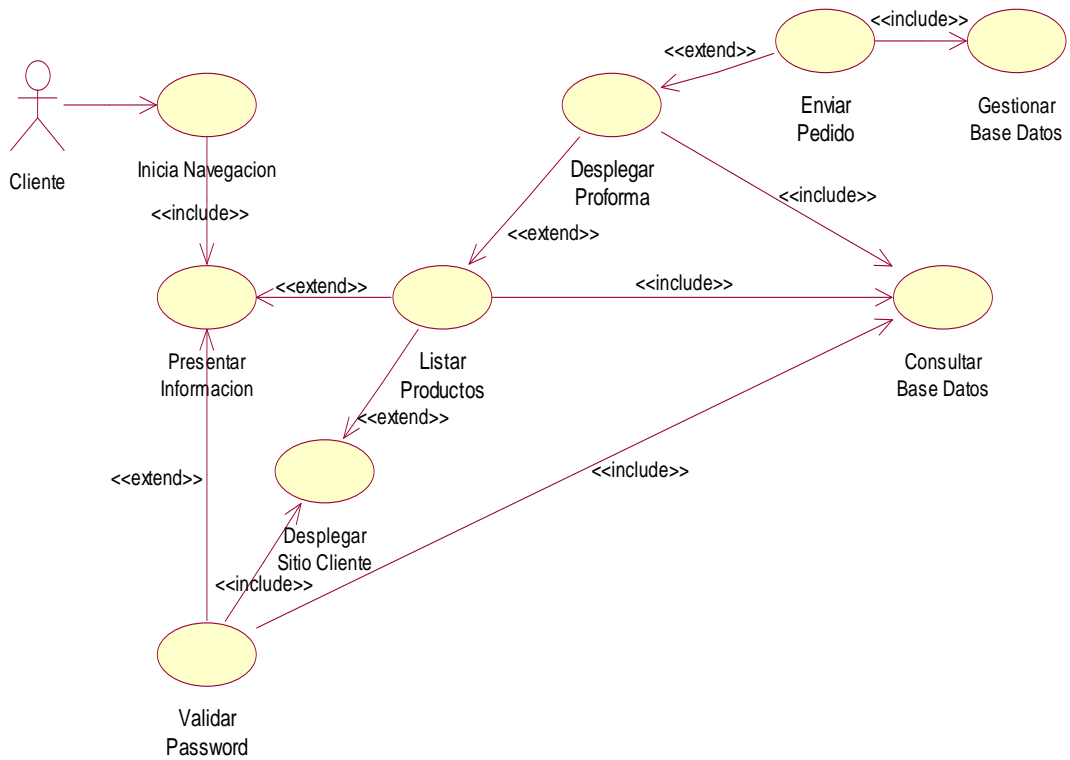 <<include>>
<<extend>>
Cliente
Enviar
Pedido
Gestionar
Base Datos
Inicia Navegacion
Desplegar
Proforma
<<include>>
<<include>>
<<extend>>
<<extend>>
<<include>>
Presentar
Informacion
Listar
Productos
Consultar
Base Datos
<<extend>>
<<extend>>
<<include>>
Desplegar
Sitio Cliente
<<include>>
Validar
Password